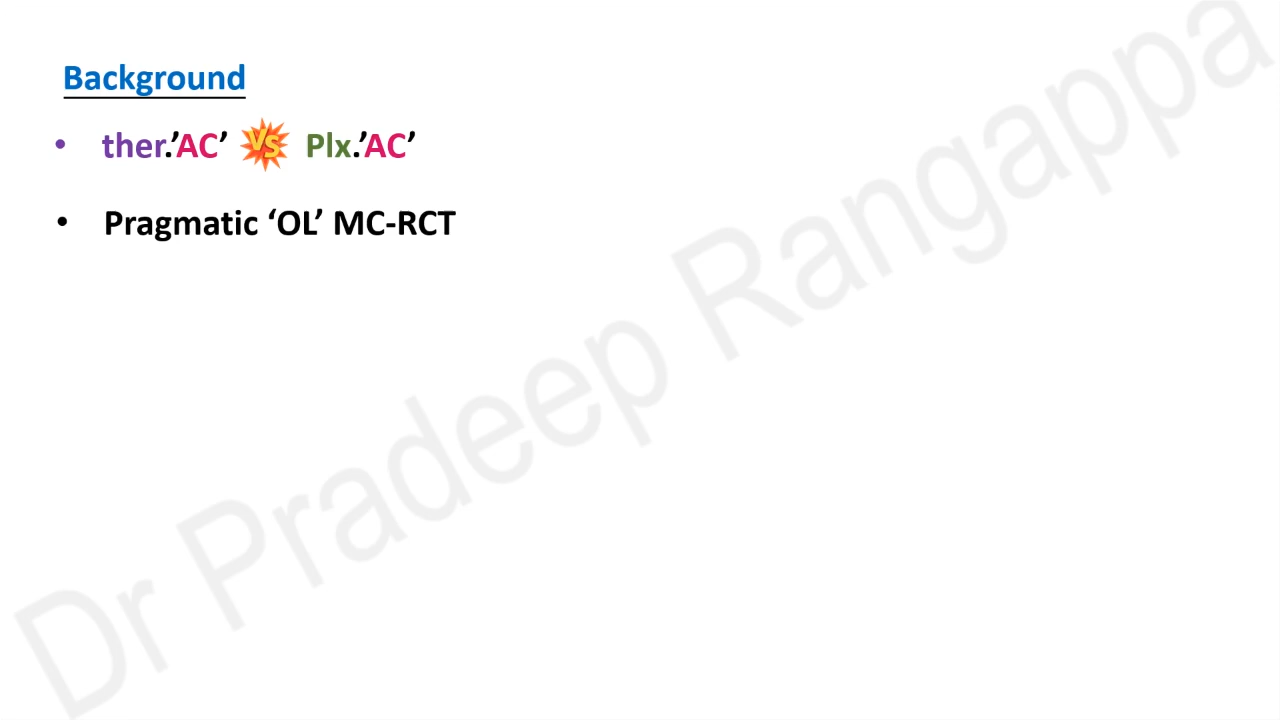 Background
• ther.’AC’ VS Plx.’AC’
• Pragmatic ‘OL’ MC-RCT
Dr Pradeep Rangappa